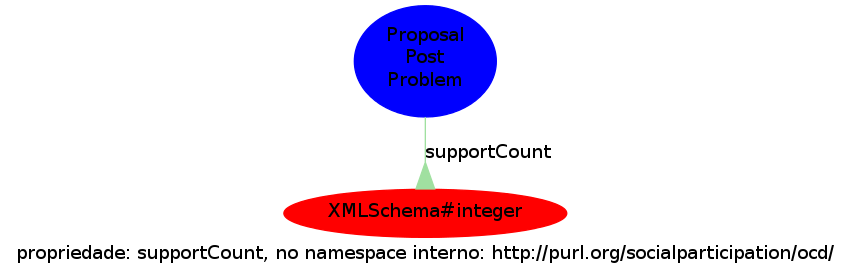 Proposal
Post
Problem
supportCount
XMLSchema#integer
propriedade: supportCount, no namespace interno: http://purl.org/socialparticipation/ocd/